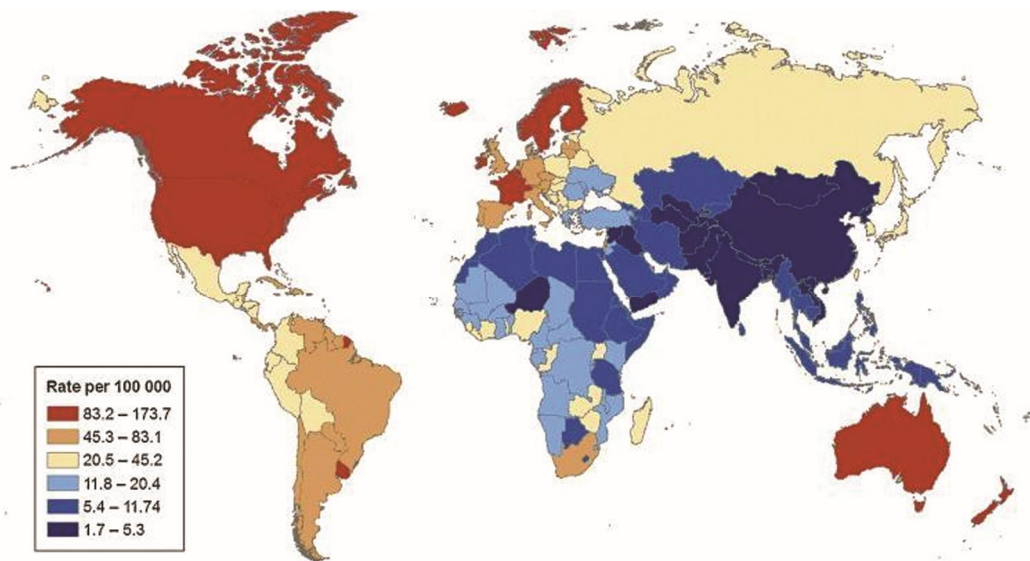 Rate per 100 000
83.2 – 173.7
45.3 – 83.1
20.5 – 45.2
11.8 – 20.4
5.4 – 11.74
1.7 – 5.3